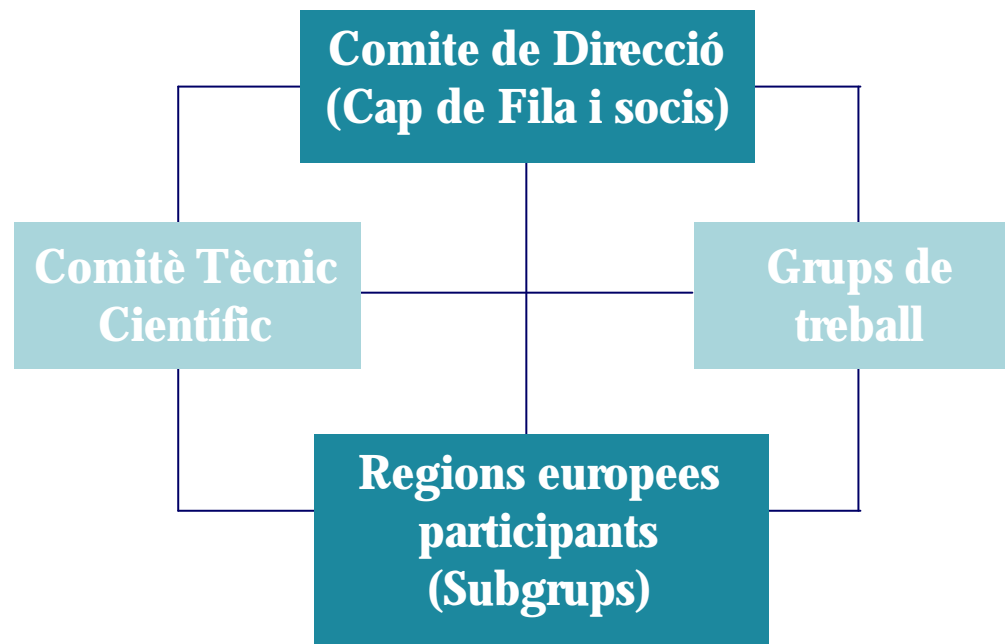 Comite de Direcció
(Cap de Fila i socis)
Comitè Tècnic
Científic
Grups de
treball
Regions europees
participants
(Subgrups)